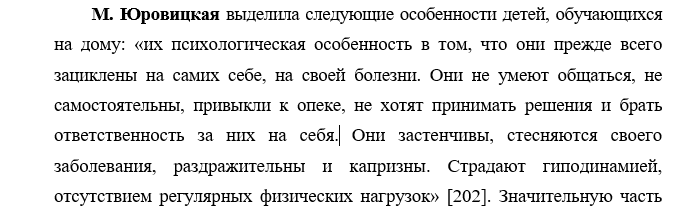 М. Юровицкая выделила следующие особенности детей, обучающихся
на дому: «их психологическая особенность в том, что они прежде всего
зациклены на самих себе, на своей болезни. Они не умеют общаться, не
самостоятельны, привыкли к опеке, не хотят принимать решения и брать
ответственность за них на себя. Они застенчивы, стесняются своего
заболевания, раздражительны и капризны. Страдают гиподинамией,
отсутствием регулярных физических нагрузок» [202]. Значительную часть